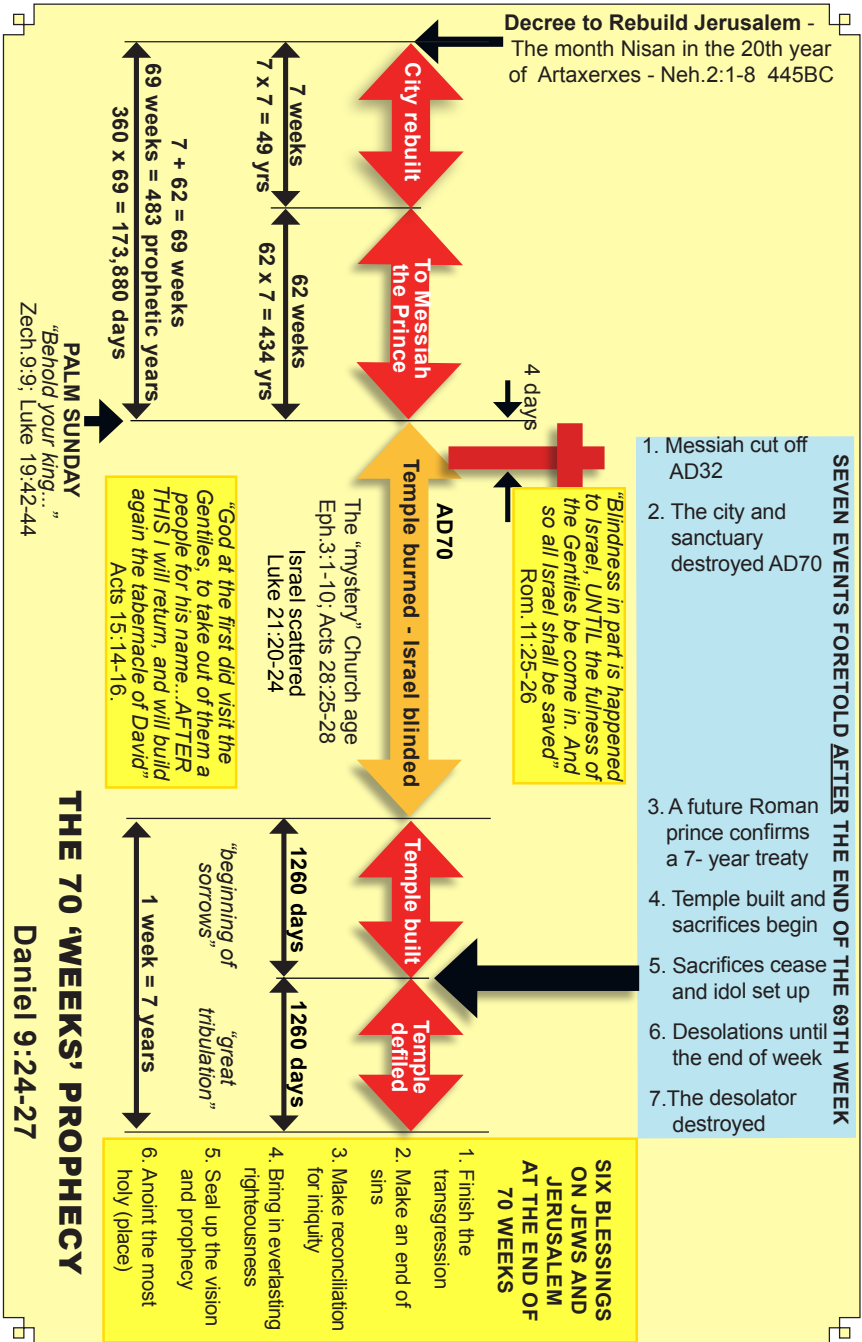 Decree to Rebuild Jerusalem -
The month Nisan in the 20th year
of Artaxerxes - Neh.2:1-8 445BC
City rebuilt
7 weeks
7 x 7 = 49 yrs
To Messiah
the Prince
62 weeks
62 x 7 = 434 yrs
7 + 62 = 69 weeks
69 weeks = 483 prophetic years
360 x 69 = 173,880 days
PALM SUNDAY
"Behold your king... "
Zech.9:9; Luke 19:42-44
4 days
SEVEN EVENTS FORETOLD AFTER THE END OF THE 69TH WEEK
1. Messiah cut off
AD32
2. The city and
sanctuary
destroyed AD70
3. A future Roman
prince confirms
a 7- year treaty
4. Temple built and
sacrifices begin
5. Sacrifices cease
and idol set up
6. Desolations until
the end of week
7.The desolator
destroyed
"Blindness in part is happened
to Israel, UNTIL the fulness of
the Gentiles be come in. And
so all Israel shall be saved"
Rom.11:25-26
AD70
Temple burned - Israel blinded
The "mystery" Church age
Eph.3:1-10; Acts 28:25-28
Israel scattered
Luke 21:20-24
"God at the first did visit the
Gentiles, to take out of them a
people for his name...AFTER
THIS I will return, and will build
again the tabernacle of David"
Acts 15:14-16.
Temple built
Temple
defiled
1260 days
1260 days
"beginning of
sorrows"
"great
tribulation"
1 week = 7 years
SIX BLESSINGS
ON JEWS AND ON
JERUSALEM
AT THE END OF
70 WEEKS
1. Finish the
transgression
2. Make an end of
sins
3. Make reconciliation
for iniquity
4. Bring in everlasting
righteousness
5. Seal up the vision
and prophecy
6. Anoint the most
holy (place)
THE 70 'WEEKS' PROPHECY
Daniel 9:24-27